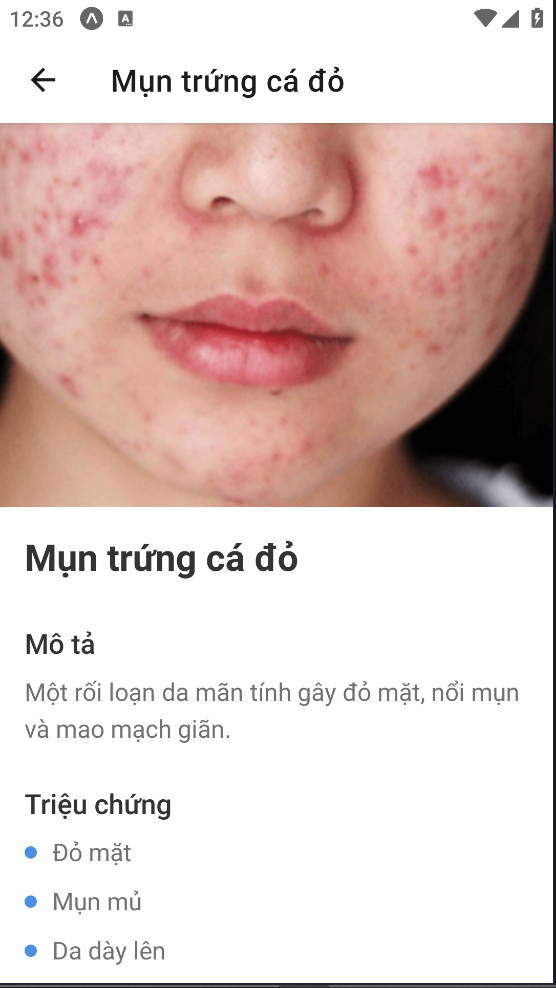 12:36
Mụn trứng cá đỏ
Mụn trứng cá đỏ
Mô tả
Một rối loạn da mãn tính gây đỏ mặt, nổi mụn
và mao mạch giãn.
Triệu chứng
Đỏ mặt
Mụn mủ
Da dày lên